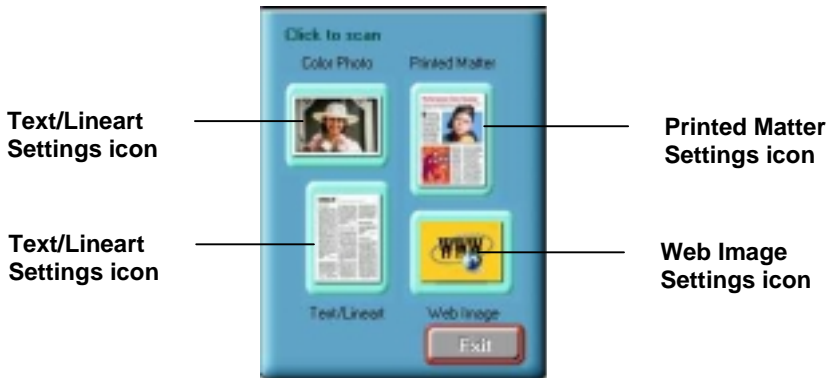 Click to scan
Color Photo
Printed Matter
Text/Lineart
Settings icon
Printed Matter
Settings icon
Text/Lineart
Settings icon
WWW
Web Image
Settings icon
Text/Lineart
Web Image
Exit